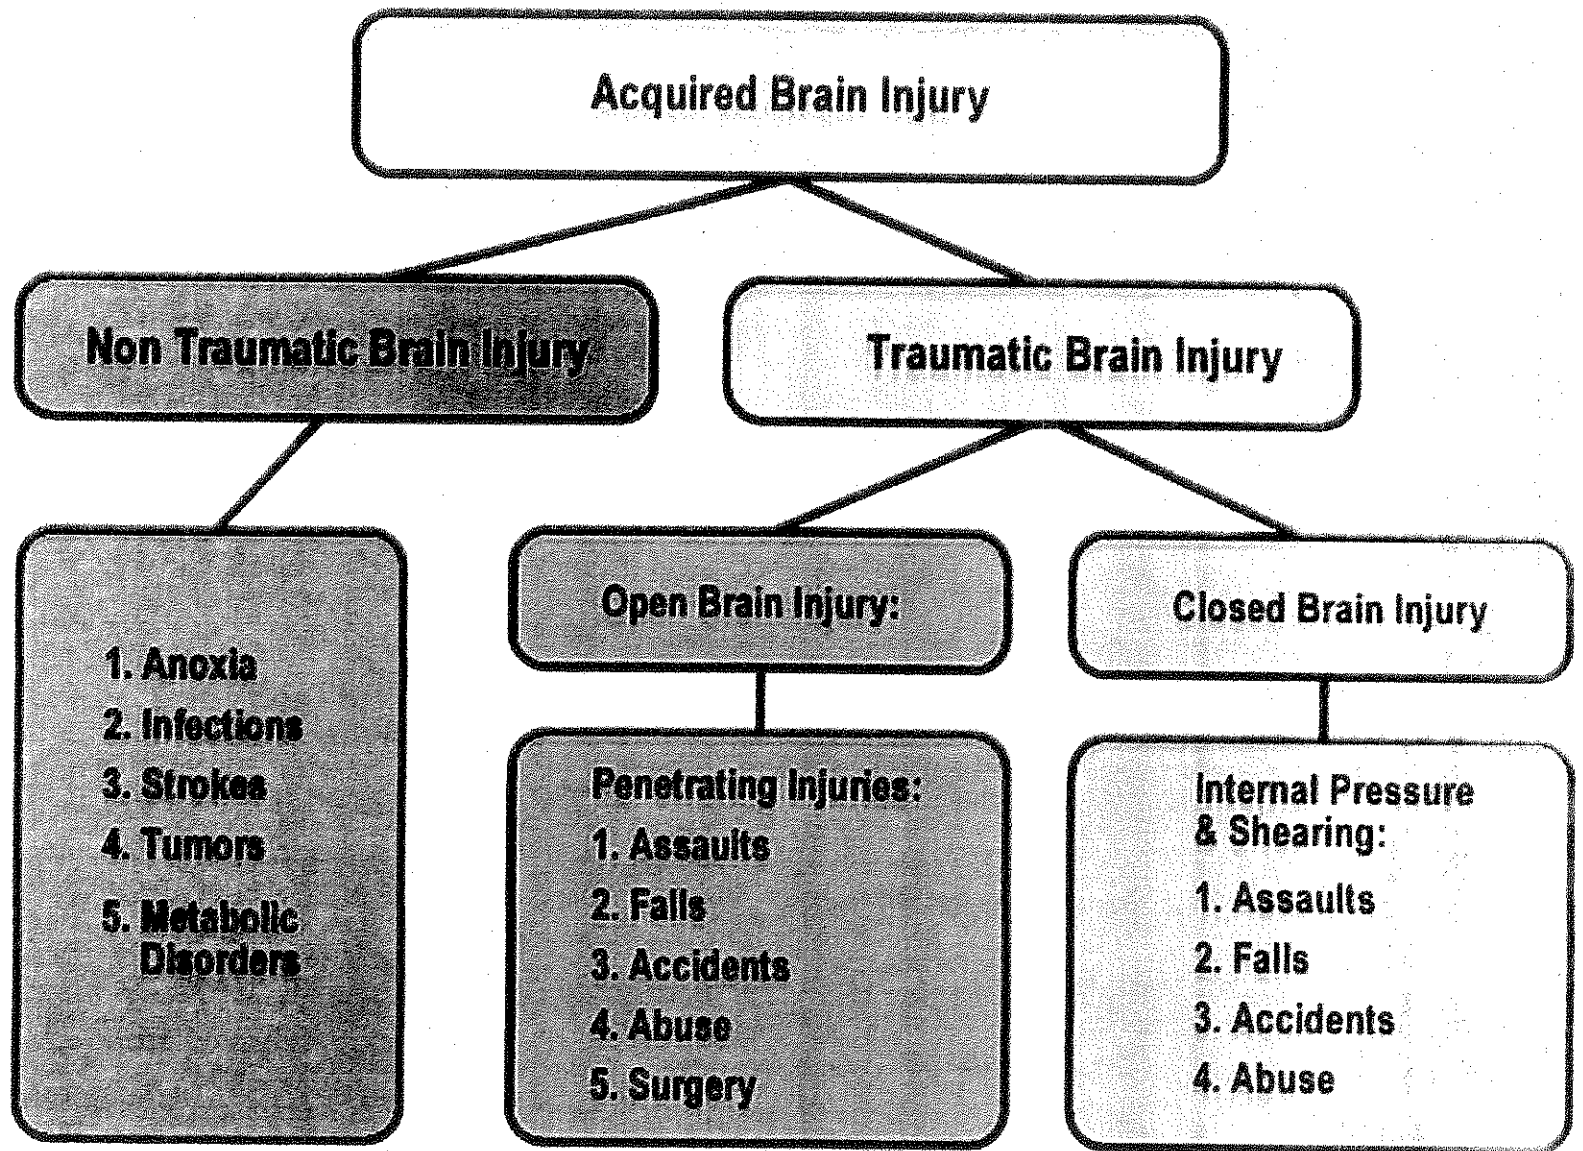 Acquired Brain Injury
Non Traumatic Brain Injury
Traumatic Brain Injury
1. Anoxia
2. Infections
3. Strokes
4. Tumors
5. Metabolic
Disorders
Open Brain Injury:
Penetrating Injuries:
1. Assaults
2. Falls
3. Accidents
4. Abuse
5. Surgery
Closed Brain Injury
Internal Pressure
& Shearing:
1. Assaults
2. Falls
3. Accidents
4. Abuse